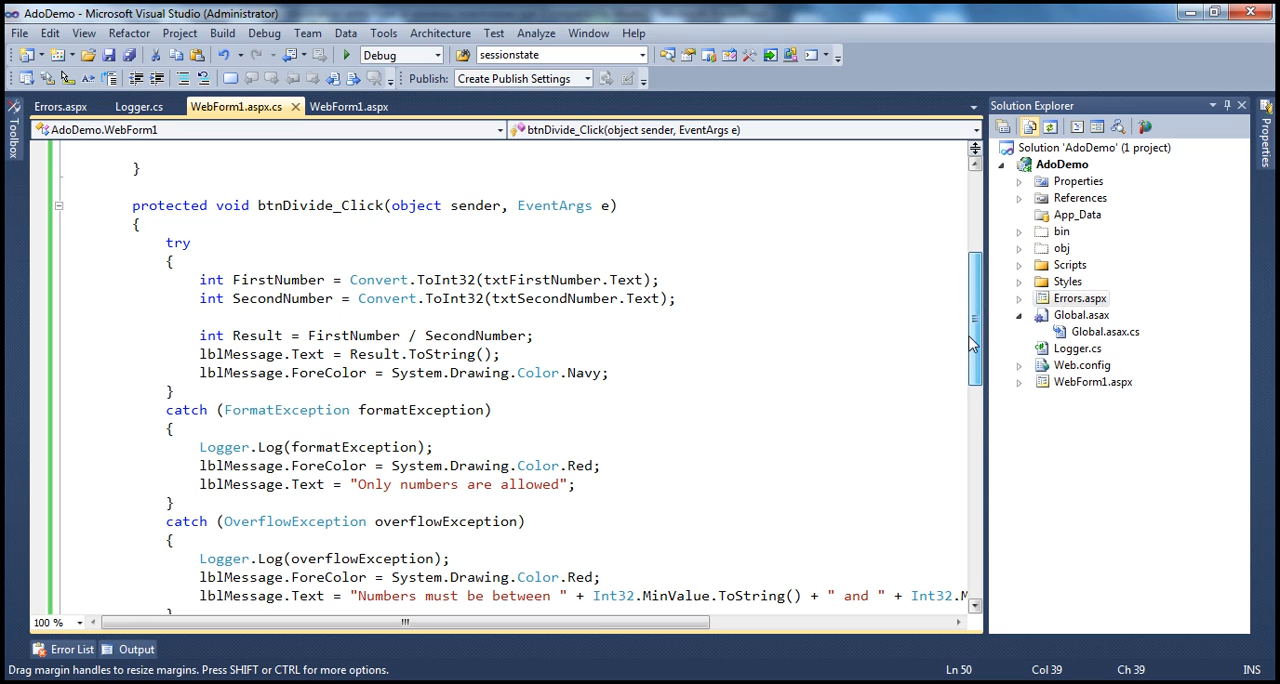 AdoDemo - Microsoft Visual Studio (Administrator)
File Edit View Refactor Project Build Debug Team Data Tools Architecture Test Analyze Window Help
Debug sessionstate
Publish: Create Publish Settings
Errors.aspx Logger.cs WebForm1.aspx.cs WebForm1.aspx
AdoDemo.WebForm1 btnDivide_Click(object sender, EventArgs e)
}
protected void btnDivide_Click(object sender, EventArgs e)
{
try
{
int FirstNumber = Convert.ToInt32(txtFirstNumber.Text);
int SecondNumber = Convert.ToInt32(txtSecondNumber.Text);
int Result = FirstNumber / SecondNumber;
lblMessage.Text = Result.ToString();
lblMessage.ForeColor = System.Drawing.Color.Navy;
}
catch (FormatException formatException)
{
Logger.Log(formatException);
lblMessage.ForeColor = System.Drawing.Color.Red;
lblMessage.Text = "Only numbers are allowed";
}
catch (OverflowException overflowException)
{
Logger.Log(overflowException);
lblMessage.ForeColor = System.Drawing.Color.Red;
lblMessage.Text = "Numbers must be between " + Int32.MinValue.ToString() + " and " + Int32.M
}
100 %
Toolbox
Solution Explorer
Solution 'AdoDemo' (1 project)
AdoDemo
Properties
References
App_Data
bin
obj
Scripts
Styles
Errors.aspx
Global.asax
Global.asax.cs
Logger.cs
Web.config
WebForm1.aspx
Properties
Error List Output
Drag margin handles to resize margins. Press SHIFT or CTRL for more options. Ln 50 Col 39 Ch 39 INS